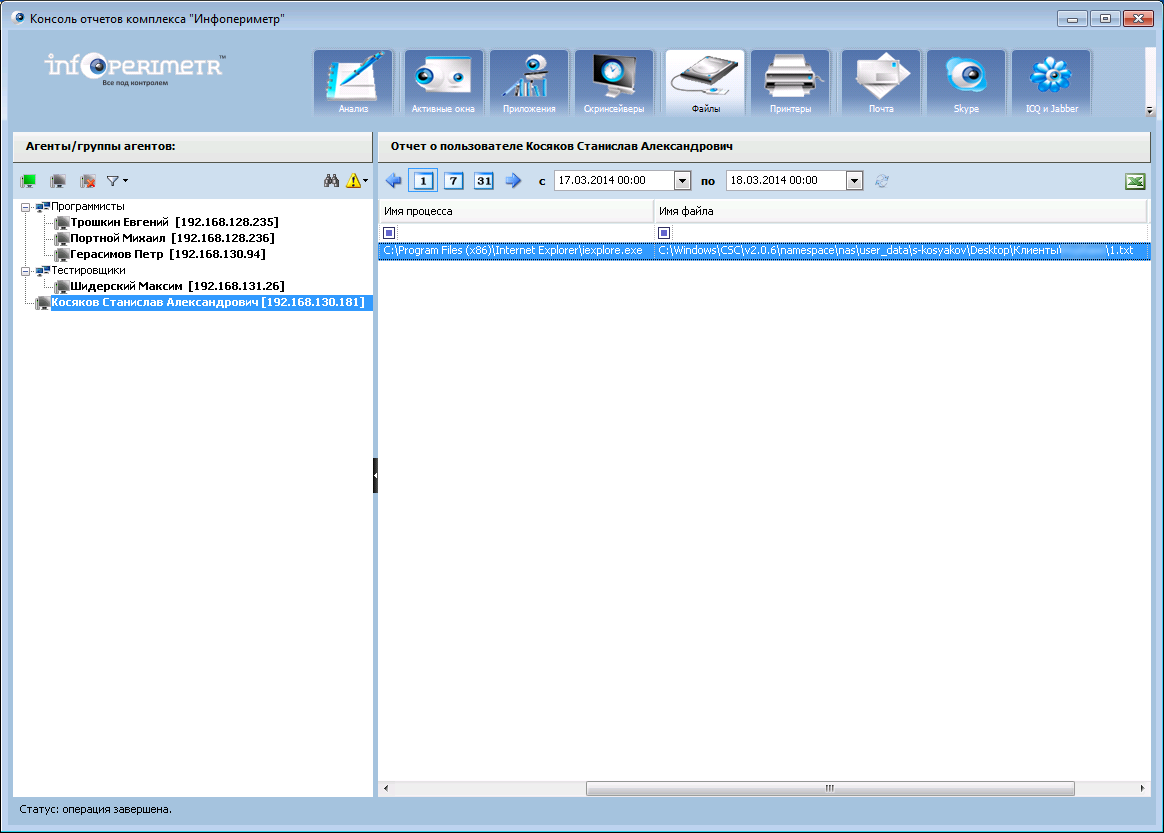 Консоль отчетов комплекса "Инфопериметр"
infoperimetr™
Все под контролем
Анализ
Активные окна
Приложения
Скринсейверы
Файлы
Принтеры
Почта
Skype
ICQ и Jabber
Агенты/группы агентов:
Отчет о пользователе Косяков Станислав Александрович
1 7 31 с 17.03.2014 00:00 по 18.03.2014 00:00
Программисты
Трошкин Евгений [192.168.128.235]
Портной Михаил [192.168.128.236]
Герасимов Петр [192.168.130.94]
Тестировщики
Шидерский Максим [192.168.131.26]
Косяков Станислав Александрович [192.168.130.181]
Имя процесса Имя файла
C:\Program Files (x86)\Internet Explorer\iexplore.exe C:\Windows\CSC\v2.0.6\namespace\nas\user_data\s-kosyakov\Desktop\Клиенты\ \1.txt
Статус: операция завершена.